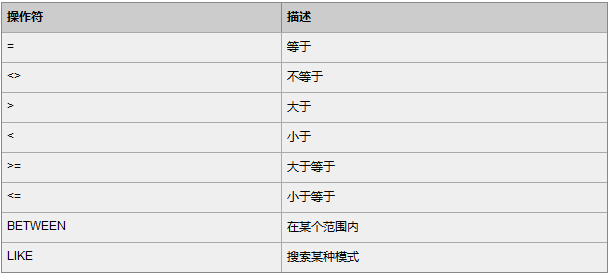 操作符 描述
= 等于
<> 不等于
> 大于
< 小于
>= 大于等于
<= 小于等于
BETWEEN 在某个范围内
LIKE 搜索某种模式